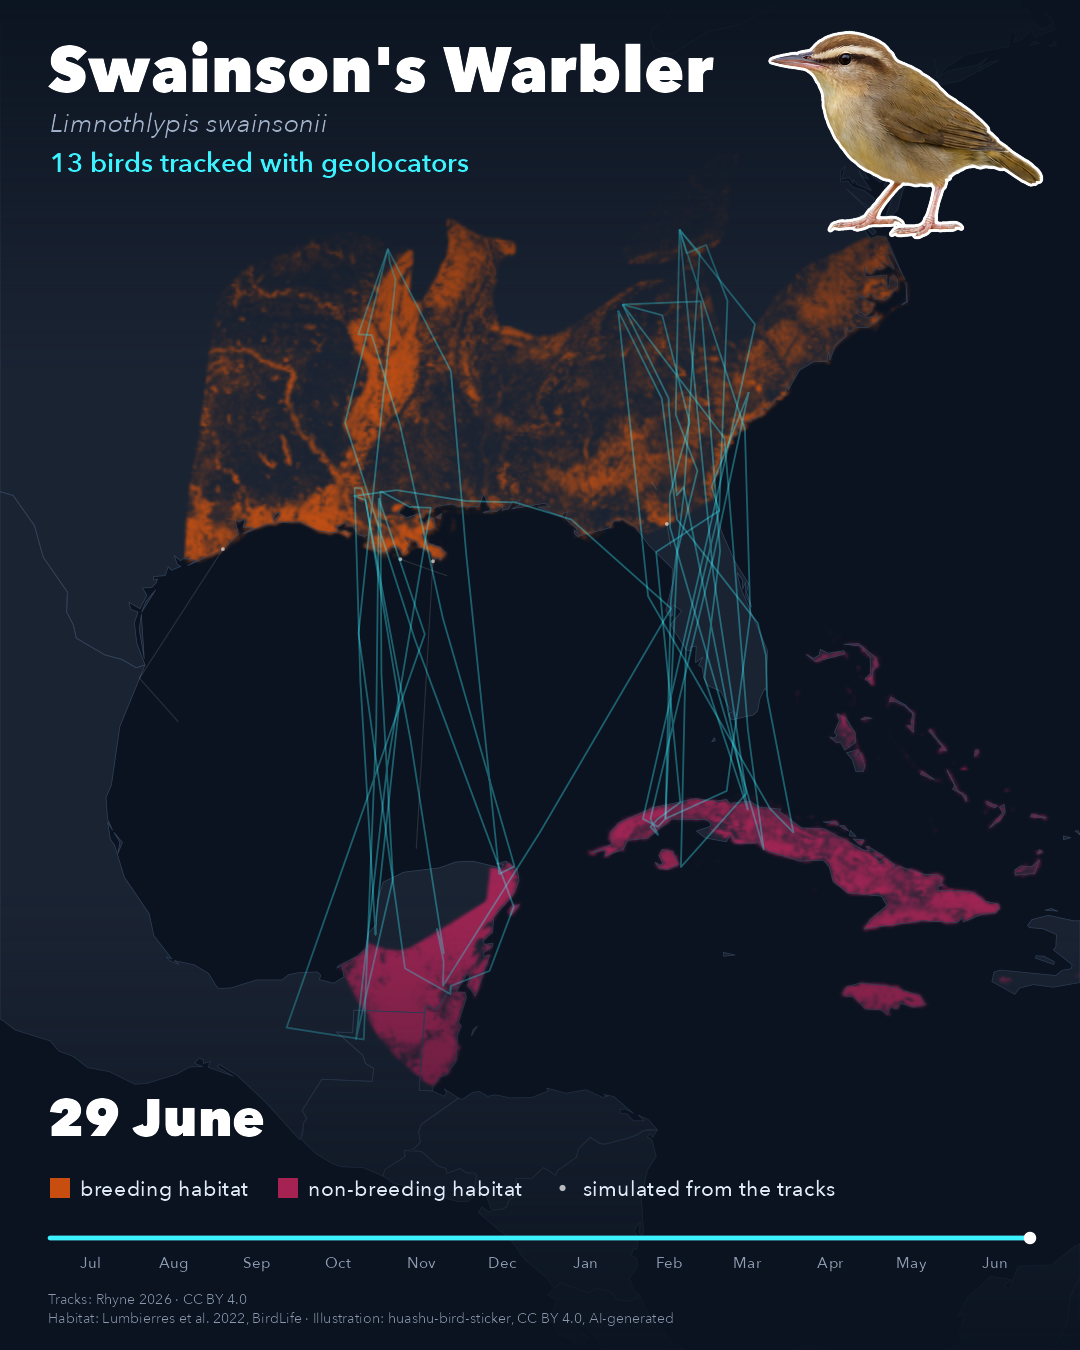 Swainson's Warbler
Limnothlypis swainsonii
13 birds tracked with geolocators
29 June
breeding habitat non-breeding habitat simulated from the tracks
Jul Aug Sep Oct Nov Dec Jan Feb Mar Apr May Jun
Tracks: Rhyne 2026 · CC BY 4.0
Habitat: Lumbierres et al. 2022, BirdLife · Illustration: huashu-bird-sticker, CC BY 4.0, AI-generated